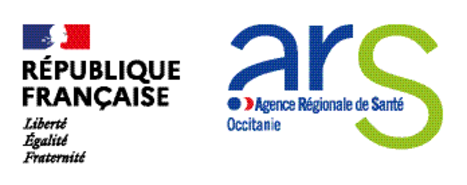 RÉPUBLIQUE
FRANÇAISE
Liberté
Égalité
Fraternité
ars
Agence Régionale de Santé
Occitanie